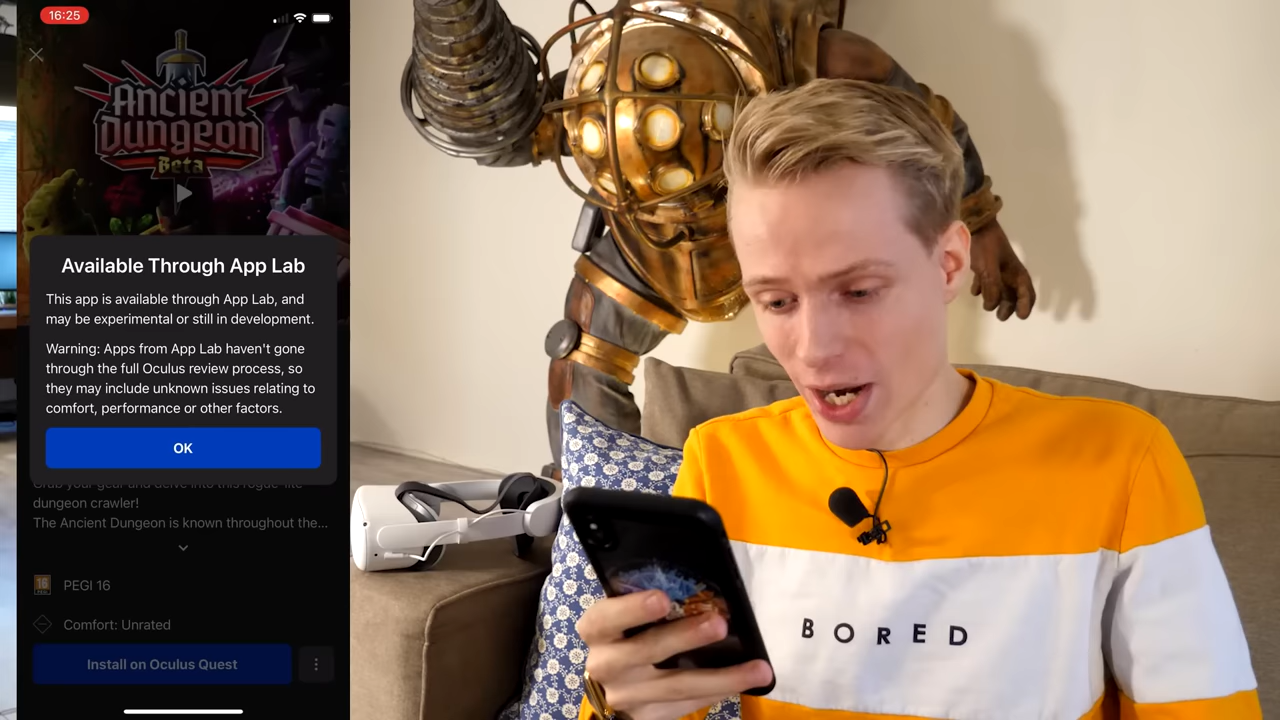 16:25
Ancient
Dungeon
Beta
Available Through App Lab
This app is available through App Lab, and
may be experimental or still in development.
Warning: Apps from App Lab haven't gone
through the full Oculus review process, so
they may include unknown issues relating to
comfort, performance or other factors.
OK
Grab your gear and delve into this rogue-lite
dungeon crawler!
The Ancient Dungeon is known throughout the...
16
PEGI 16
Comfort: Unrated
Install on Oculus Quest
BORED